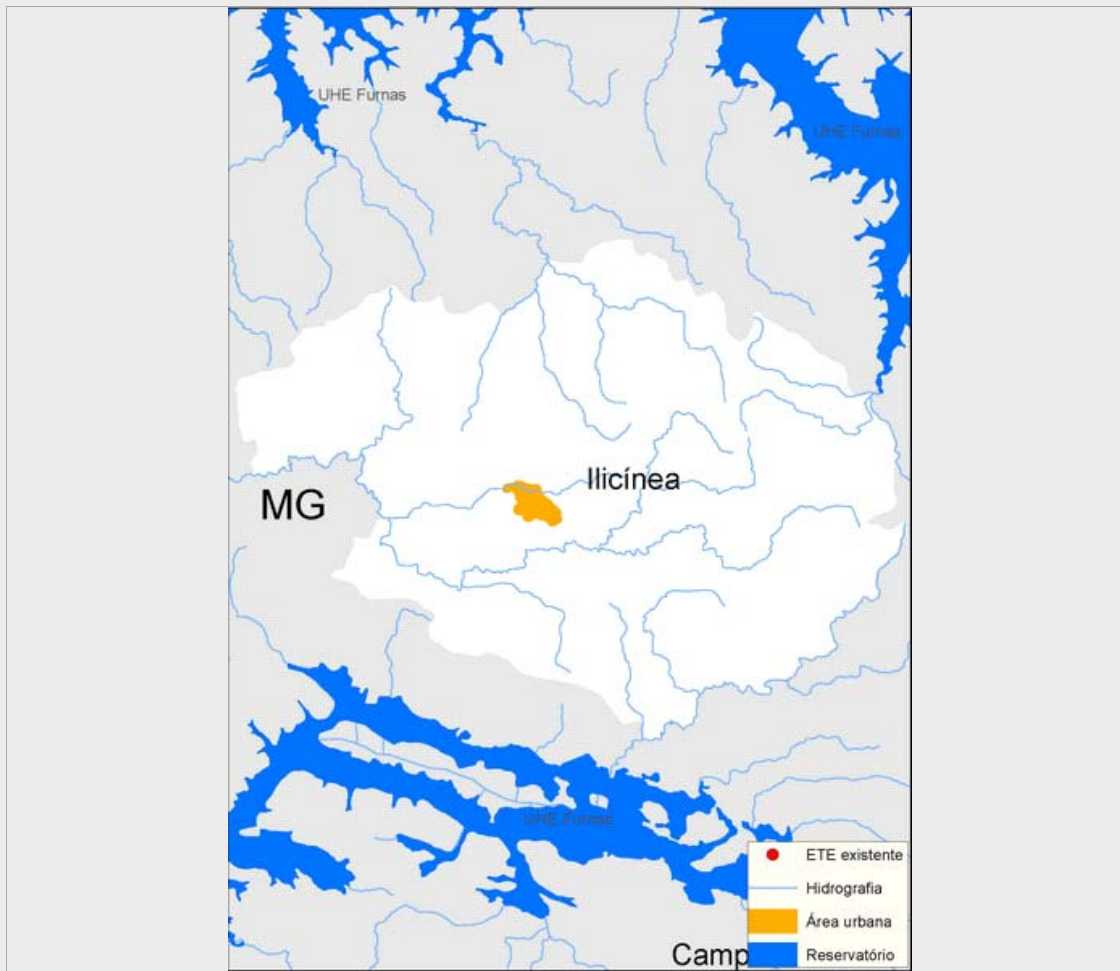 UHE Furnas
UHE Furnas
Ilicínea
MG
UHE Furnas
ETE existente
Hidrografia
Área urbana
Reservatório
Camp